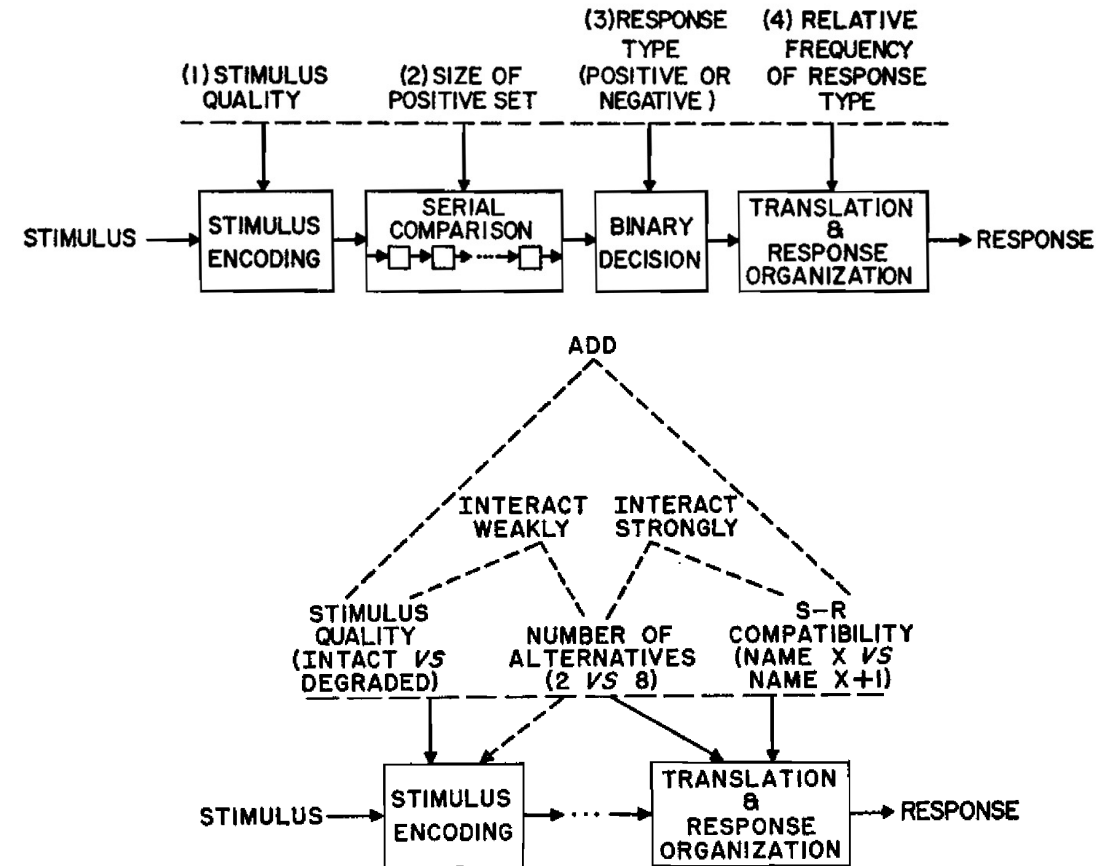 (1) STIMULUS
QUALITY
(2) SIZE OF
POSITIVE SET
(3) RESPONSE
TYPE
(POSITIVE OR
NEGATIVE)
(4) RELATIVE
FREQUENCY
OF RESPONSE
TYPE
STIMULUS
STIMULUS
ENCODING
SERIAL
COMPARISON
BINARY
DECISION
TRANSLATION
&
RESPONSE
ORGANIZATION
RESPONSE
ADD
INTERACT
WEAKLY
INTERACT
STRONGLY
STIMULUS
QUALITY
(INTACT VS
DEGRADED)
NUMBER OF
ALTERNATIVES
(2 VS 8)
S-R
COMPATIBILITY
(NAME X VS
NAME X+1)
STIMULUS
STIMULUS
ENCODING
TRANSLATION
&
RESPONSE
ORGANIZATION
RESPONSE